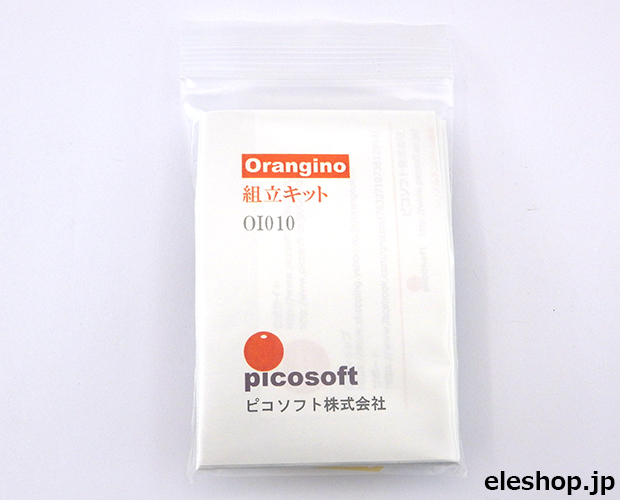 Orangino
組立キット
OI010
picosoft
ピコソフト株式会社
eleshop.jp